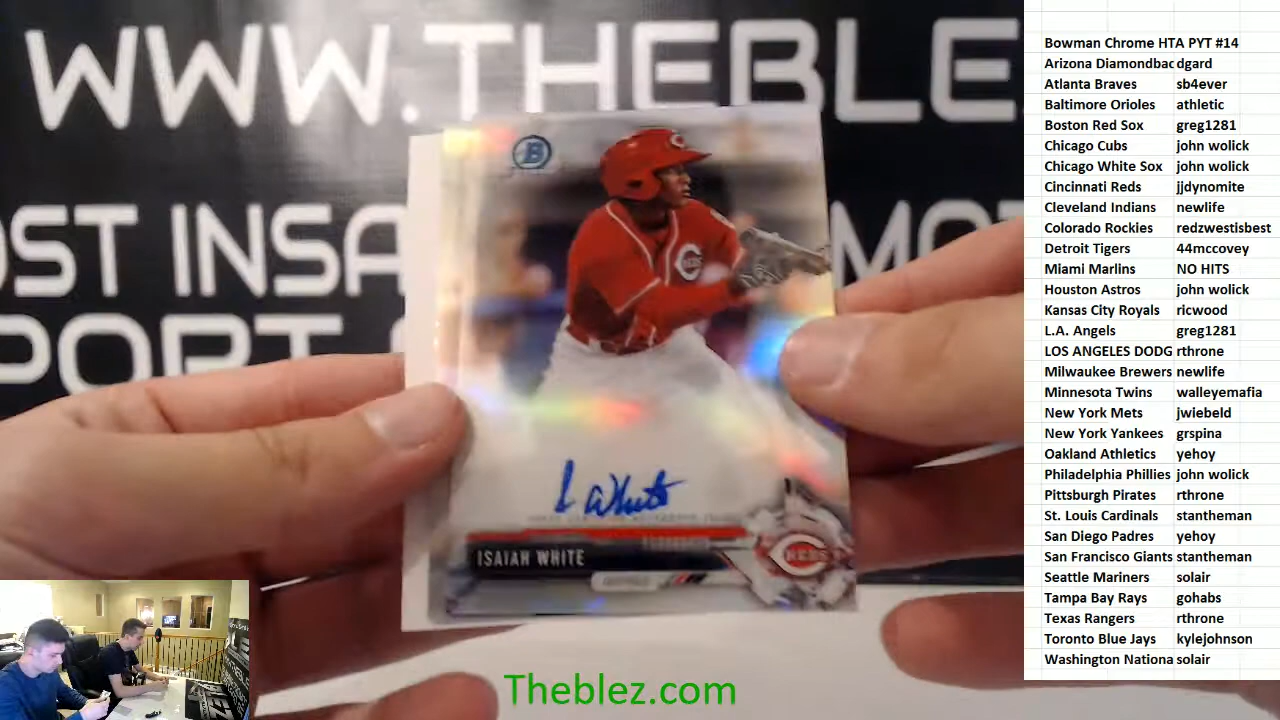 WWW.THEBLE
OST INSA
MO
PORT
B
REDS
I White
ISAIAH WHITE
REDS
Theblez.com
Bowman Chrome HTA PYT #14
Arizona Diamondbac dgard
Atlanta Braves sb4ever
Baltimore Orioles athletic
Boston Red Sox greg1281
Chicago Cubs john wolick
Chicago White Sox john wolick
Cincinnati Reds jjdynomite
Cleveland Indians newlife
Colorado Rockies redzwestisbest
Detroit Tigers 44mccovey
Miami Marlins NO HITS
Houston Astros john wolick
Kansas City Royals ricwood
L.A. Angels greg1281
LOS ANGELES DODG rthrone
Milwaukee Brewers newlife
Minnesota Twins walleyemafia
New York Mets jwiebeld
New York Yankees grspina
Oakland Athletics yehoy
Philadelphia Phillies john wolick
Pittsburgh Pirates rthrone
St. Louis Cardinals stantheman
San Diego Padres yehoy
San Francisco Giants stantheman
Seattle Mariners solair
Tampa Bay Rays gohabs
Texas Rangers rthrone
Toronto Blue Jays kylejohnson
Washington Nationa solair